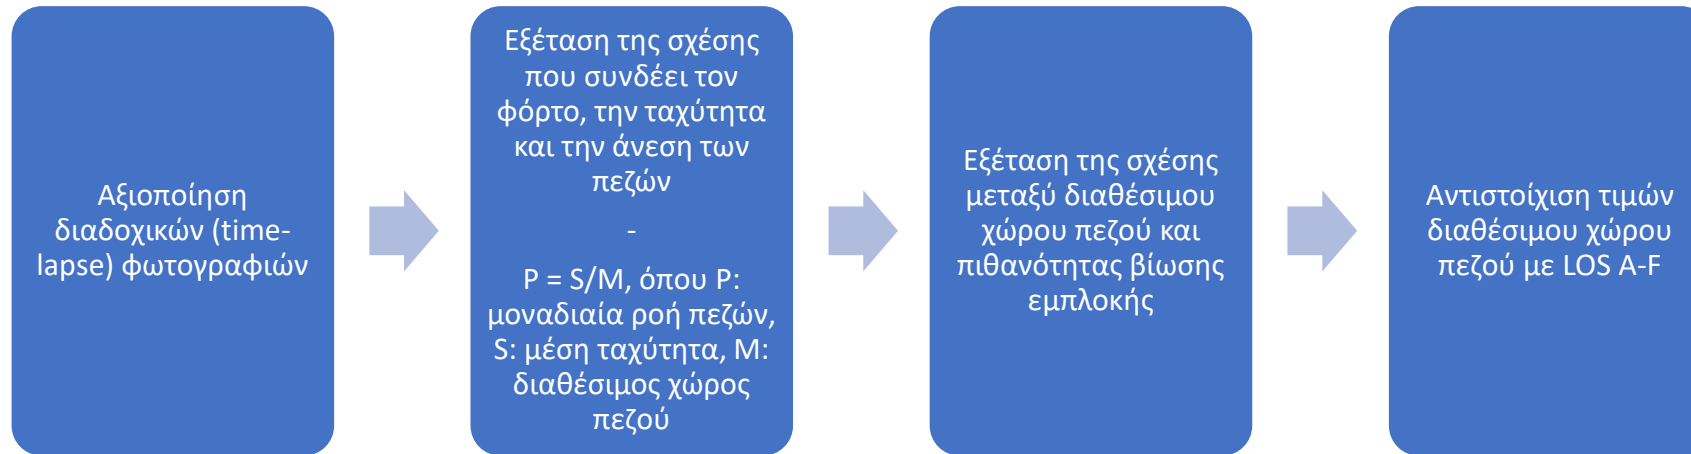 Αξιοποίηση
διαδοχικών (time-
lapse) φωτογραφιών
Εξέταση της σχέσης
που συνδέει τον
φόρτο, την ταχύτητα
και την άνεση των
πεζών
-
P = S/M, όπου P:
μοναδιαία ροή πεζών,
S: μέση ταχύτητα, M:
διαθέσιμος χώρος
πεζού
Εξέταση της σχέσης
μεταξύ διαθέσιμου
χώρου πεζού και
πιθανότητας βίωσης
εμπλοκής
Αντιστοίχιση τιμών
διαθέσιμου χώρου
πεζού με LOS A-F